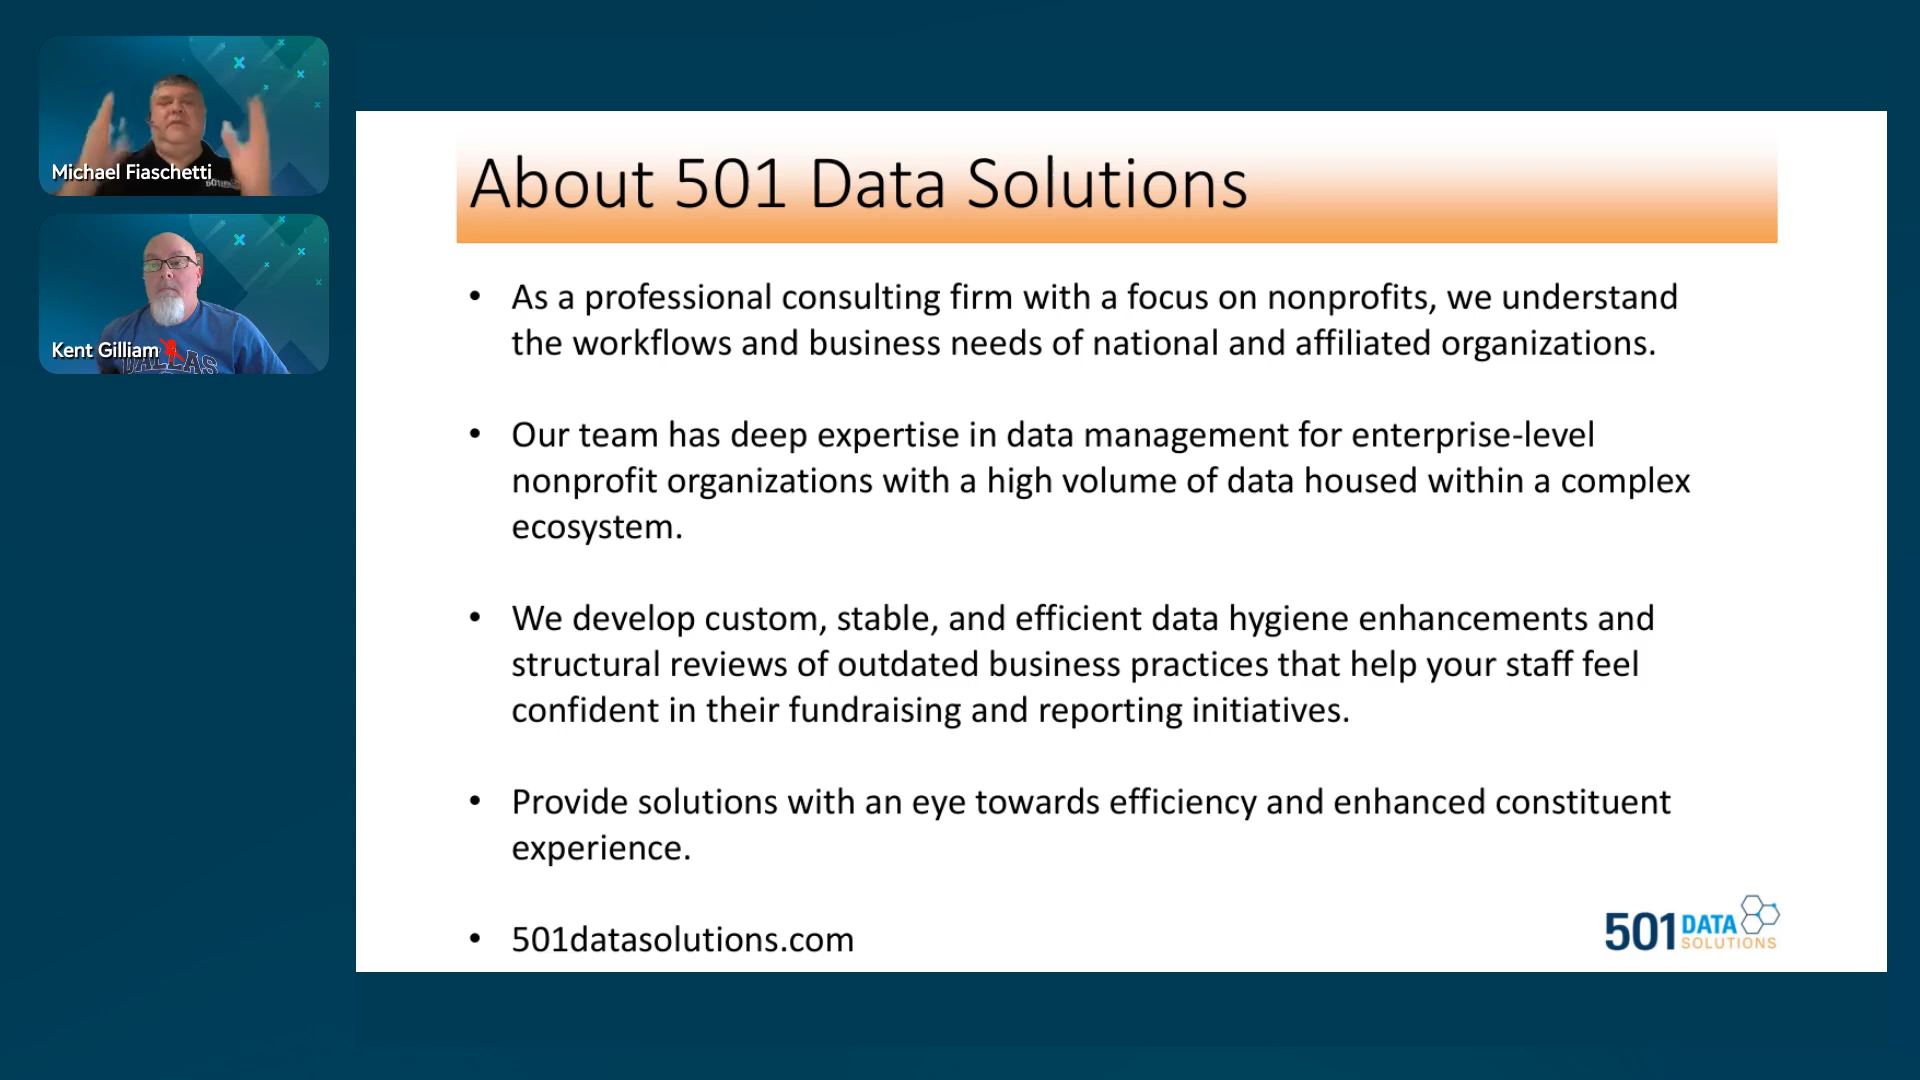 Michael Fiaschetti
Kent Gilliam
DALLAS
About 501 Data Solutions
• As a professional consulting firm with a focus on nonprofits, we understand
the workflows and business needs of national and affiliated organizations.
• Our team has deep expertise in data management for enterprise-level
nonprofit organizations with a high volume of data housed within a complex
ecosystem.
• We develop custom, stable, and efficient data hygiene enhancements and
structural reviews of outdated business practices that help your staff feel
confident in their fundraising and reporting initiatives.
• Provide solutions with an eye towards efficiency and enhanced constituent
experience.
• 501datasolutions.com
501 DATA
SOLUTIONS